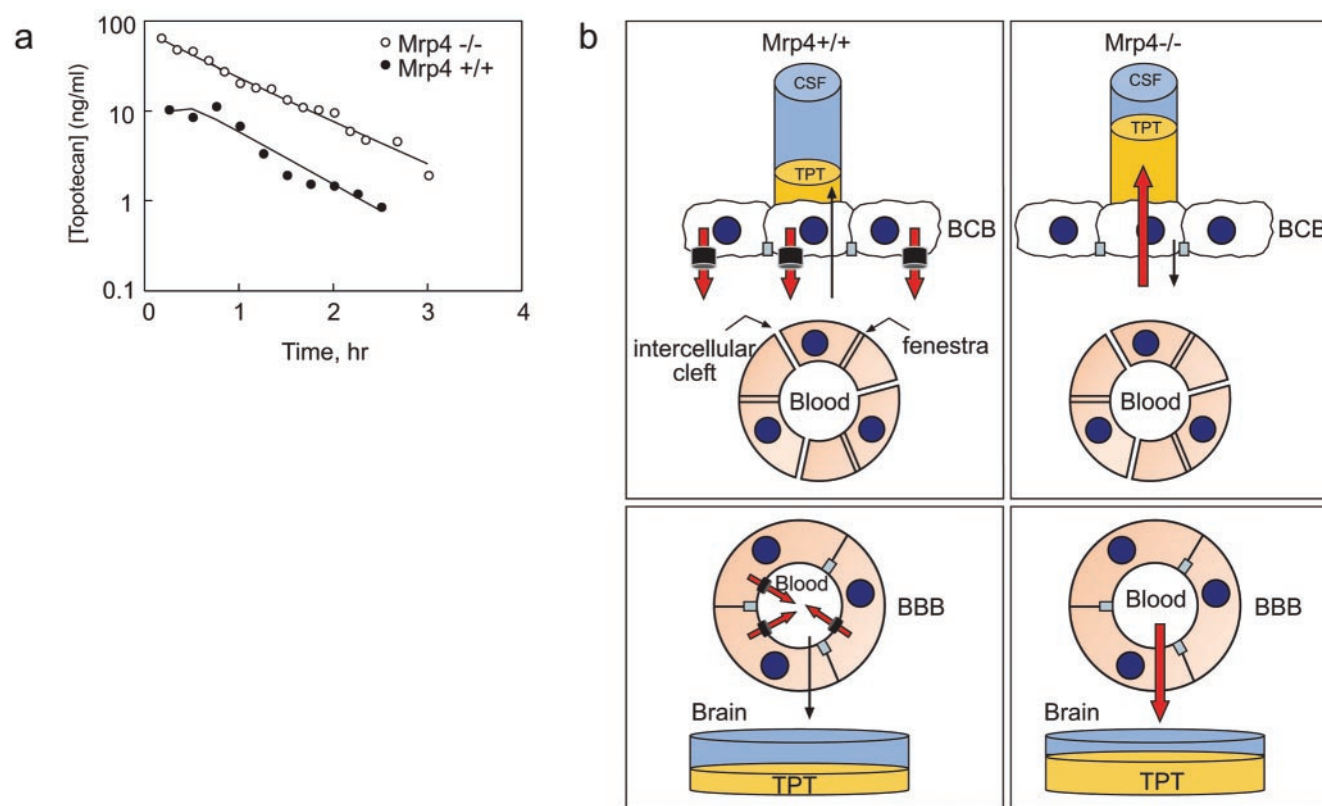 a
100
10
1
0.1
[Topotecan] (ng/ml)
0
1
2
3
4
Time, hr
Mrp4 -/-
Mrp4 +/+
b
Mrp4+/+
CSF
TPT
BCB
intercellular
cleft
fenestra
Blood
Mrp4-/-
CSF
TPT
BCB
Blood
Blood
BBB
Brain
TPT
Blood
BBB
Brain
TPT